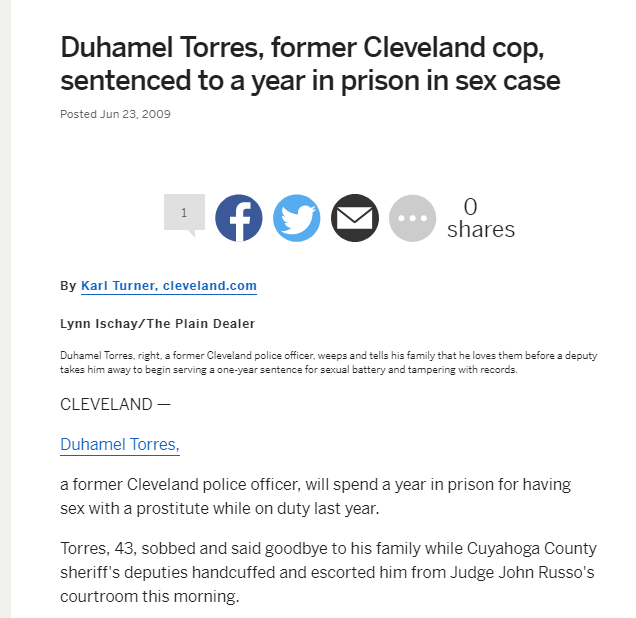 Duhamel Torres, former Cleveland cop,
sentenced to a year in prison in sex case
Posted Jun 23, 2009
1
0
shares
By Karl Turner, cleveland.com
Lynn Ischay/The Plain Dealer
Duhamel Torres, right, a former Cleveland police officer, weeps and tells his family that he loves them before a deputy
takes him away to begin serving a one-year sentence for sexual battery and tampering with records.
CLEVELAND —
Duhamel Torres,
a former Cleveland police officer, will spend a year in prison for having
sex with a prostitute while on duty last year.
Torres, 43, sobbed and said goodbye to his family while Cuyahoga County
sheriff's deputies handcuffed and escorted him from Judge John Russo's
courtroom this morning.